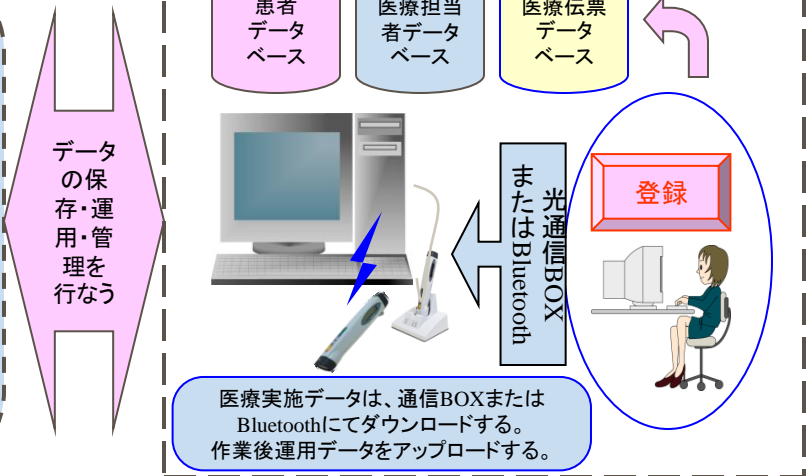 患者
データ
ベース
医療担当
者データ
ベース
医療伝票
データ
ベース
データ
の保
存・運
用・管
理を
行なう
光通信BOX
またはBluetooth
登録
医療実施データは、通信BOXまたは
Bluetoothにてダウンロードする。
作業後運用データをアップロードする。